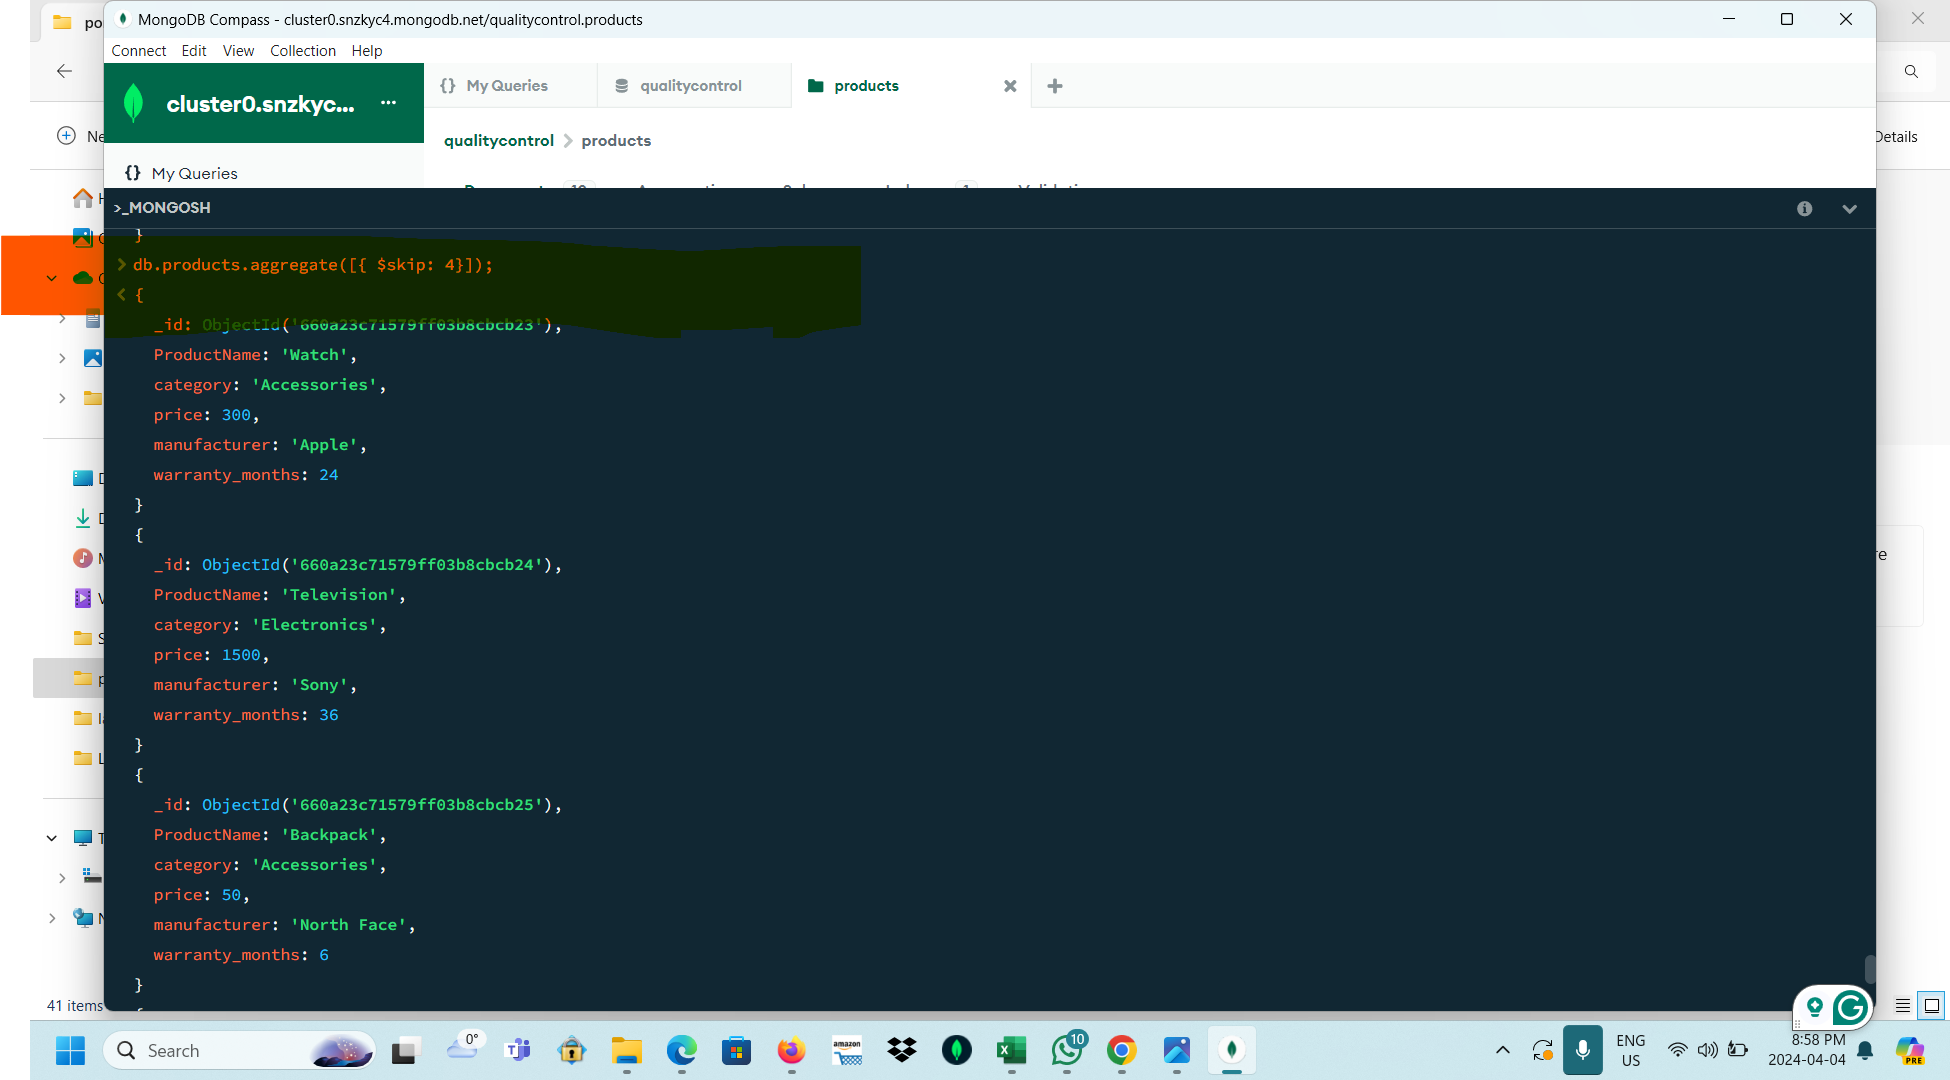 MongoDB Compass - cluster0.snzkyc4.mongodb.net/qualitycontrol.products
Connect Edit View Collection Help
cluster0.snzkyc...
{} My Queries
qualitycontrol
products
Details
qualitycontrol > products
{} My Queries
>_MONGOSH
}
> db.products.aggregate([{ $skip: 4}]);
< {
_id: ObjectId('660a23c71579ff03b8cbcb23'),
ProductName: 'Watch',
category: 'Accessories',
price: 300,
manufacturer: 'Apple',
warranty_months: 24
}
{
_id: ObjectId('660a23c71579ff03b8cbcb24'),
ProductName: 'Television',
category: 'Electronics',
price: 1500,
manufacturer: 'Sony',
warranty_months: 36
}
{
_id: ObjectId('660a23c71579ff03b8cbcb25'),
ProductName: 'Backpack',
category: 'Accessories',
price: 50,
manufacturer: 'North Face',
warranty_months: 6
}
41 items
Search
0°
amazon
10
ENG
US
8:58 PM
2024-04-04
PRE